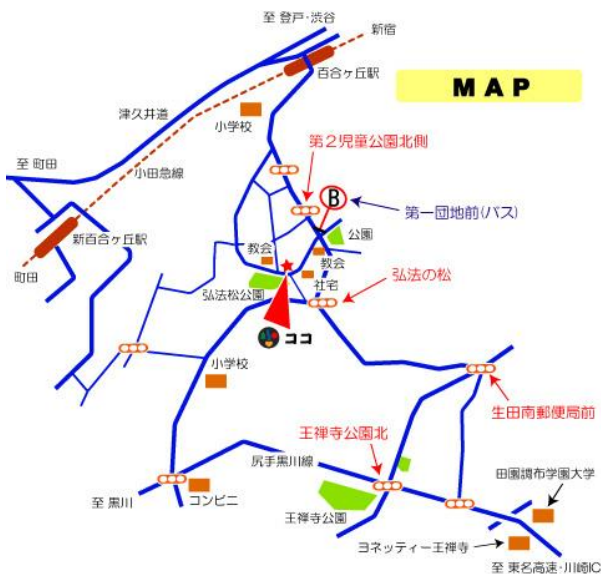 至 登戸・渋谷
新宿
百合ヶ丘駅
MAP
津久井道
小学校
第2児童公園北側
至 町田
小田急線
B
第一団地前(バス)
新百合ヶ丘駅
教会
公園
教会
町田
弘法松公園
社宅
弘法の松
ココ
小学校
生田南郵便局前
王禅寺公園北
尻手黒川線
田園調布学園大学
至 黒川
コンビニ
王禅寺公園
ヨネッティー王禅寺
至 東名高速・川崎IC